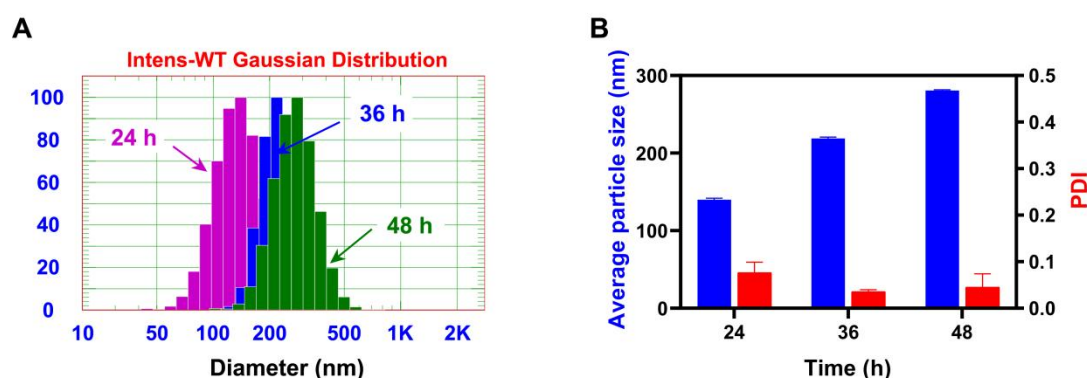 A
Intens-WT Gaussian Distribution
100
80
60
40
20
0
24 h
36 h
48 h
10 50 100 200 500 1K 2K
Diameter (nm)
B
Average particle size (nm)
300
200
100
0
0.5
0.4
0.3
0.2
0.1
0.0
PDI
24 36 48
Time (h)